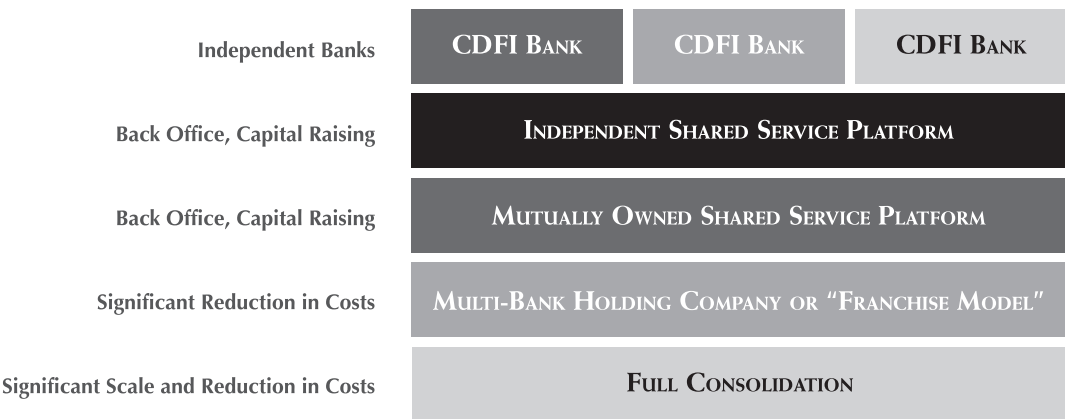 Independent Banks
CDFI Bank
CDFI Bank
CDFI Bank
Back Office, Capital Raising
Independent Shared Service Platform
Back Office, Capital Raising
Mutually Owned Shared Service Platform
Significant Reduction in Costs
Multi-Bank Holding Company or “Franchise Model”
Significant Scale and Reduction in Costs
Full Consolidation